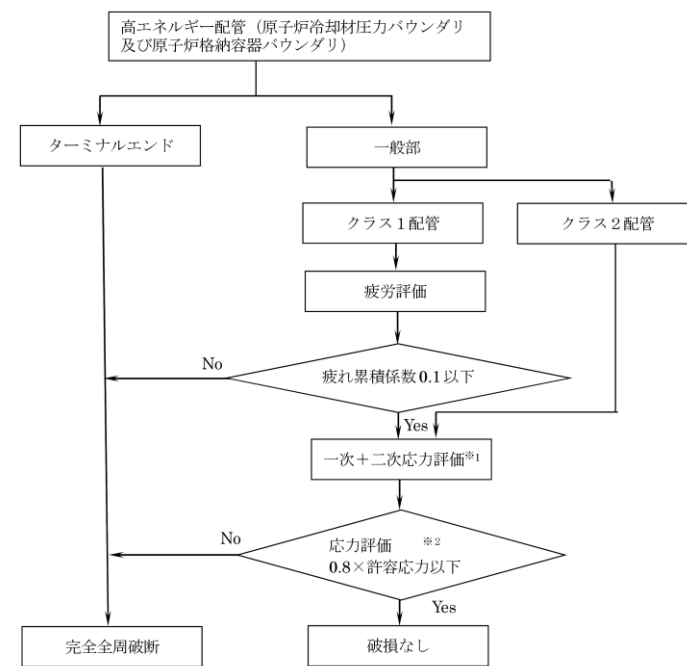 高エネルギー配管（原子炉冷却材圧力バウンダリ
及び原子炉格納容器バウンダリ）
ターミナルエンド
一般部
クラス１配管
クラス２配管
疲労評価
No
疲れ累積係数0.1以下
Yes
一次＋二次応力評価※1
No
応力評価 ※2
0.8×許容応力以下
Yes
完全全周破断
破損なし